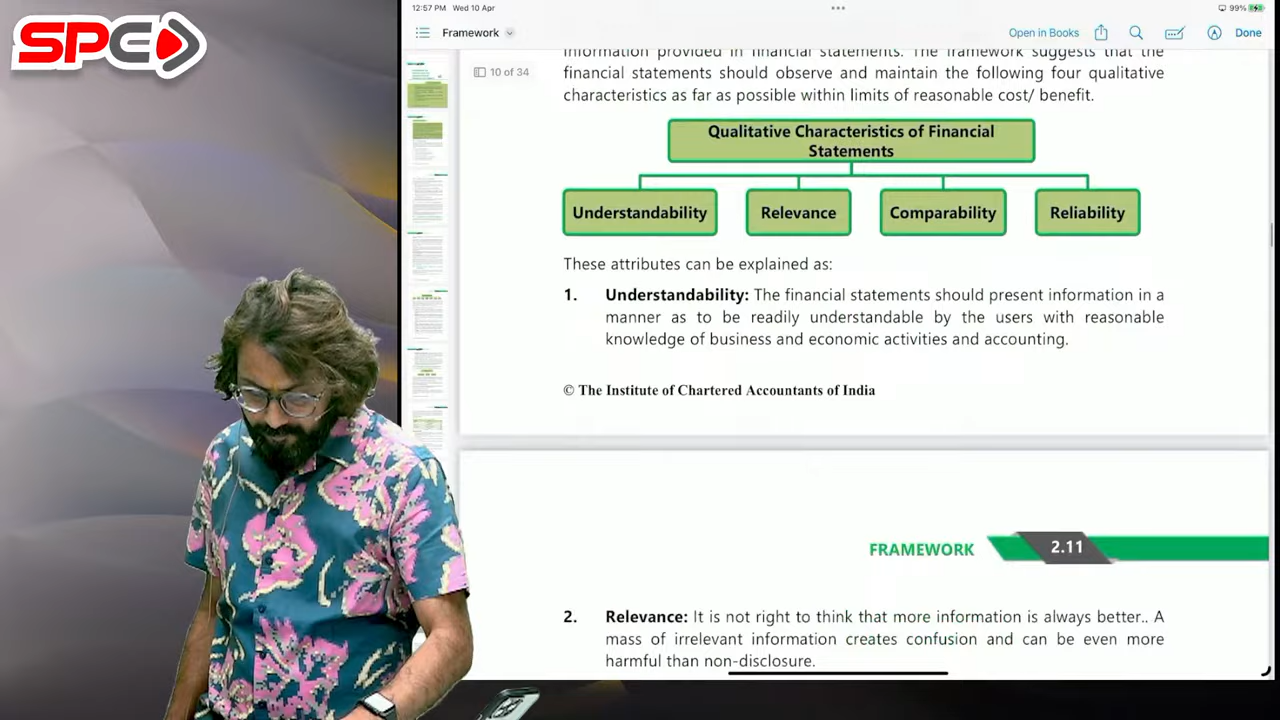 SPC
12:57 PM Wed 10 Apr
99%
Framework
Open in Books
Done
10 of 34
information provided in financial statements. The framework suggests that the
financial statements should observe and maintain the following four qualitative
characteristics as far as possible within limits of reasonable cost/ benefit.
Qualitative Characteristics of Financial
Statements
Understandability
Relevance
Comparability
Reliability
These attributes can be explained as:
1. Understandability: The financial statements should present information in a
manner as to be readily understandable by the users with reasonable
knowledge of business and economic activities and accounting.
© The Institute of Chartered Accountants of India
FRAMEWORK
2.11
2. Relevance: It is not right to think that more information is always better.. A
mass of irrelevant information creates confusion and can be even more
harmful than non-disclosure.